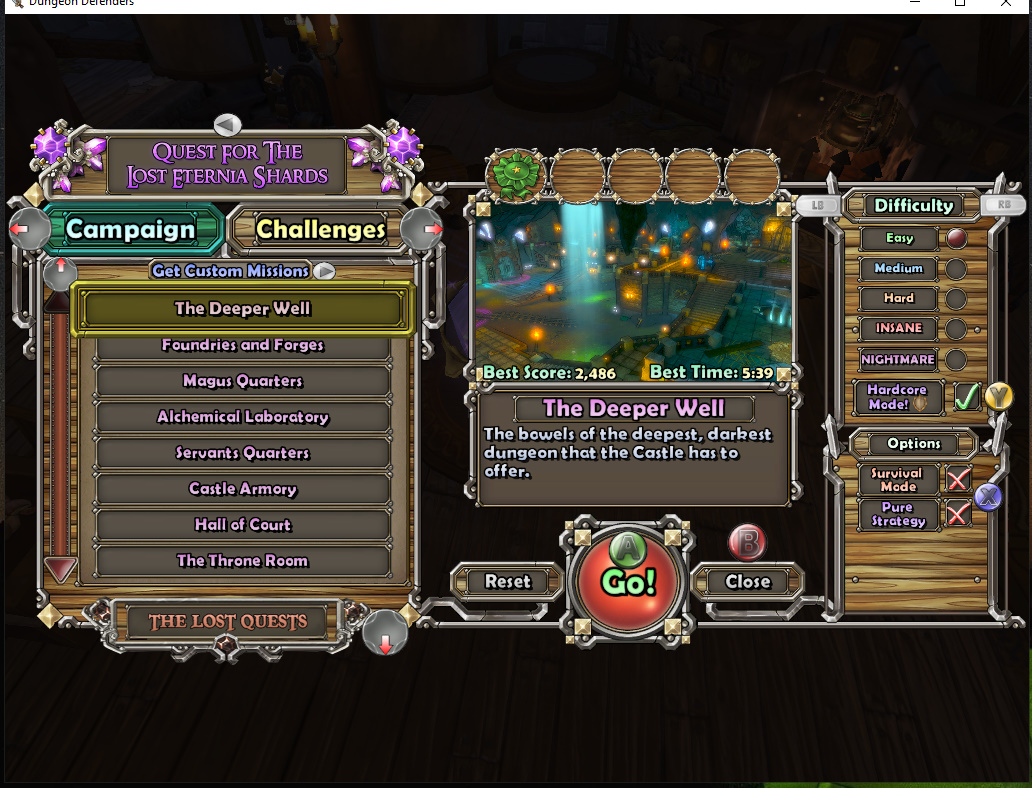 Dungeon Defenders
Quest for The
Lost Eternia Shards
Campaign
Challenges
Get Custom Missions
The Deeper Well
Foundries and Forges
Magus Quarters
Alchemical Laboratory
Servants Quarters
Castle Armory
Hall of Court
The Throne Room
THE LOST QUESTS
Best Score: 2,486
Best Time: 5:39
The Deeper Well
The bowels of the deepest, darkest
dungeon that the Castle has to
offer.
Reset
A
Go!
B
Close
LB
Difficulty
RB
Easy
Medium
Hard
INSANE
NIGHTMARE
Hardcore
Mode!
Y
Options
Survival
Mode
X
Pure
Strategy